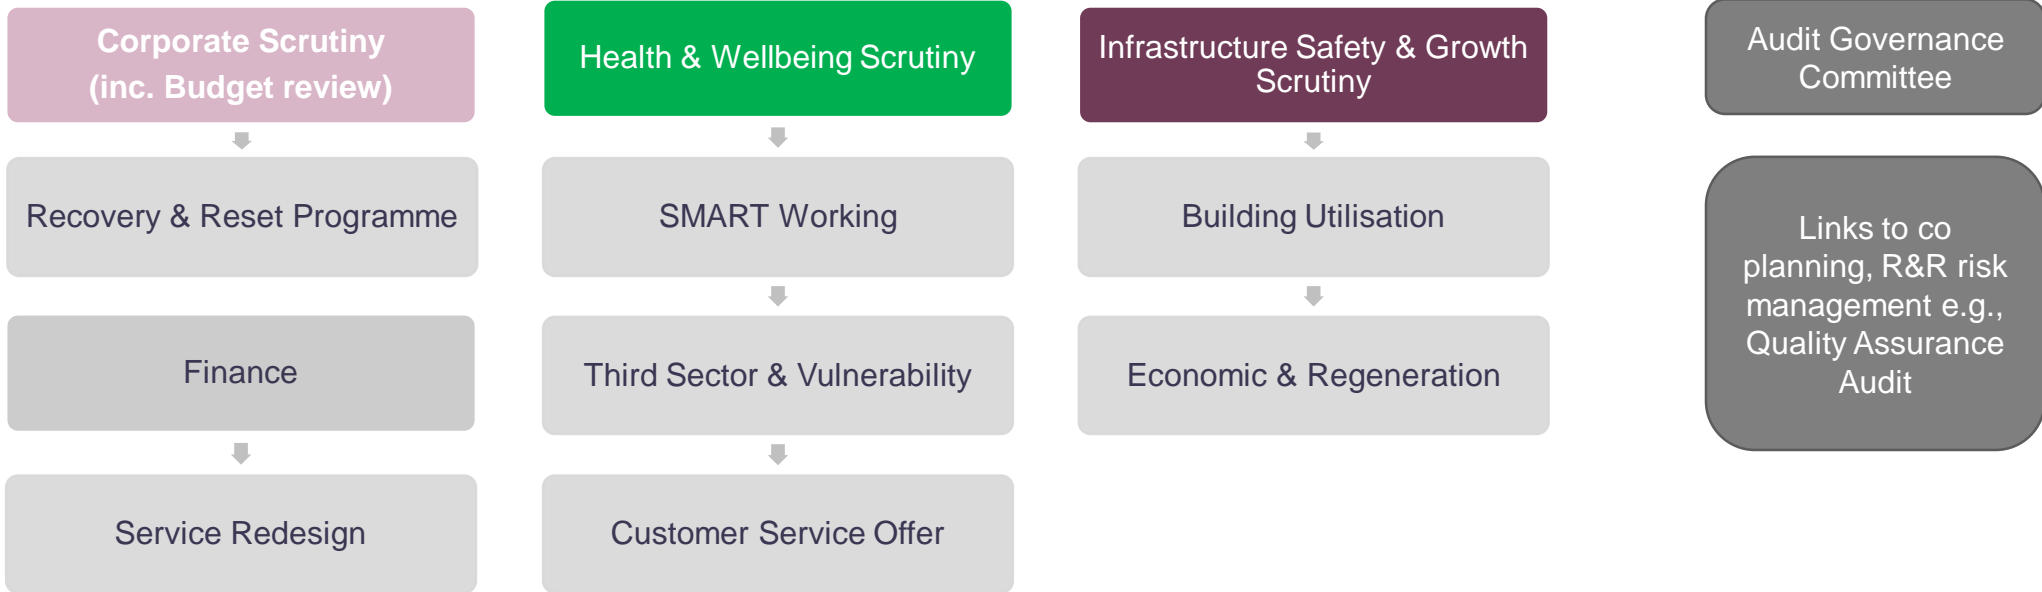 Corporate Scrutiny
(inc. Budget review)
Recovery & Reset Programme
Finance
Service Redesign
Health & Wellbeing Scrutiny
SMART Working
Third Sector & Vulnerability
Customer Service Offer
Infrastructure Safety & Growth
Scrutiny
Building Utilisation
Economic & Regeneration
Audit Governance
Committee
Links to co
planning, R&R risk
management e.g.,
Quality Assurance
Audit